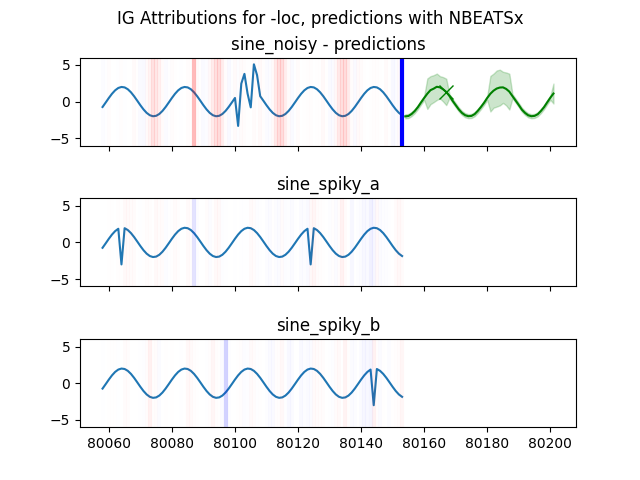 IG Attributions for -loc, predictions with NBEATSx
sine_noisy - predictions
5
0
−5
sine_spiky_a
5
0
−5
sine_spiky_b
5
0
−5
80060 80080 80100 80120 80140 80160 80180 80200